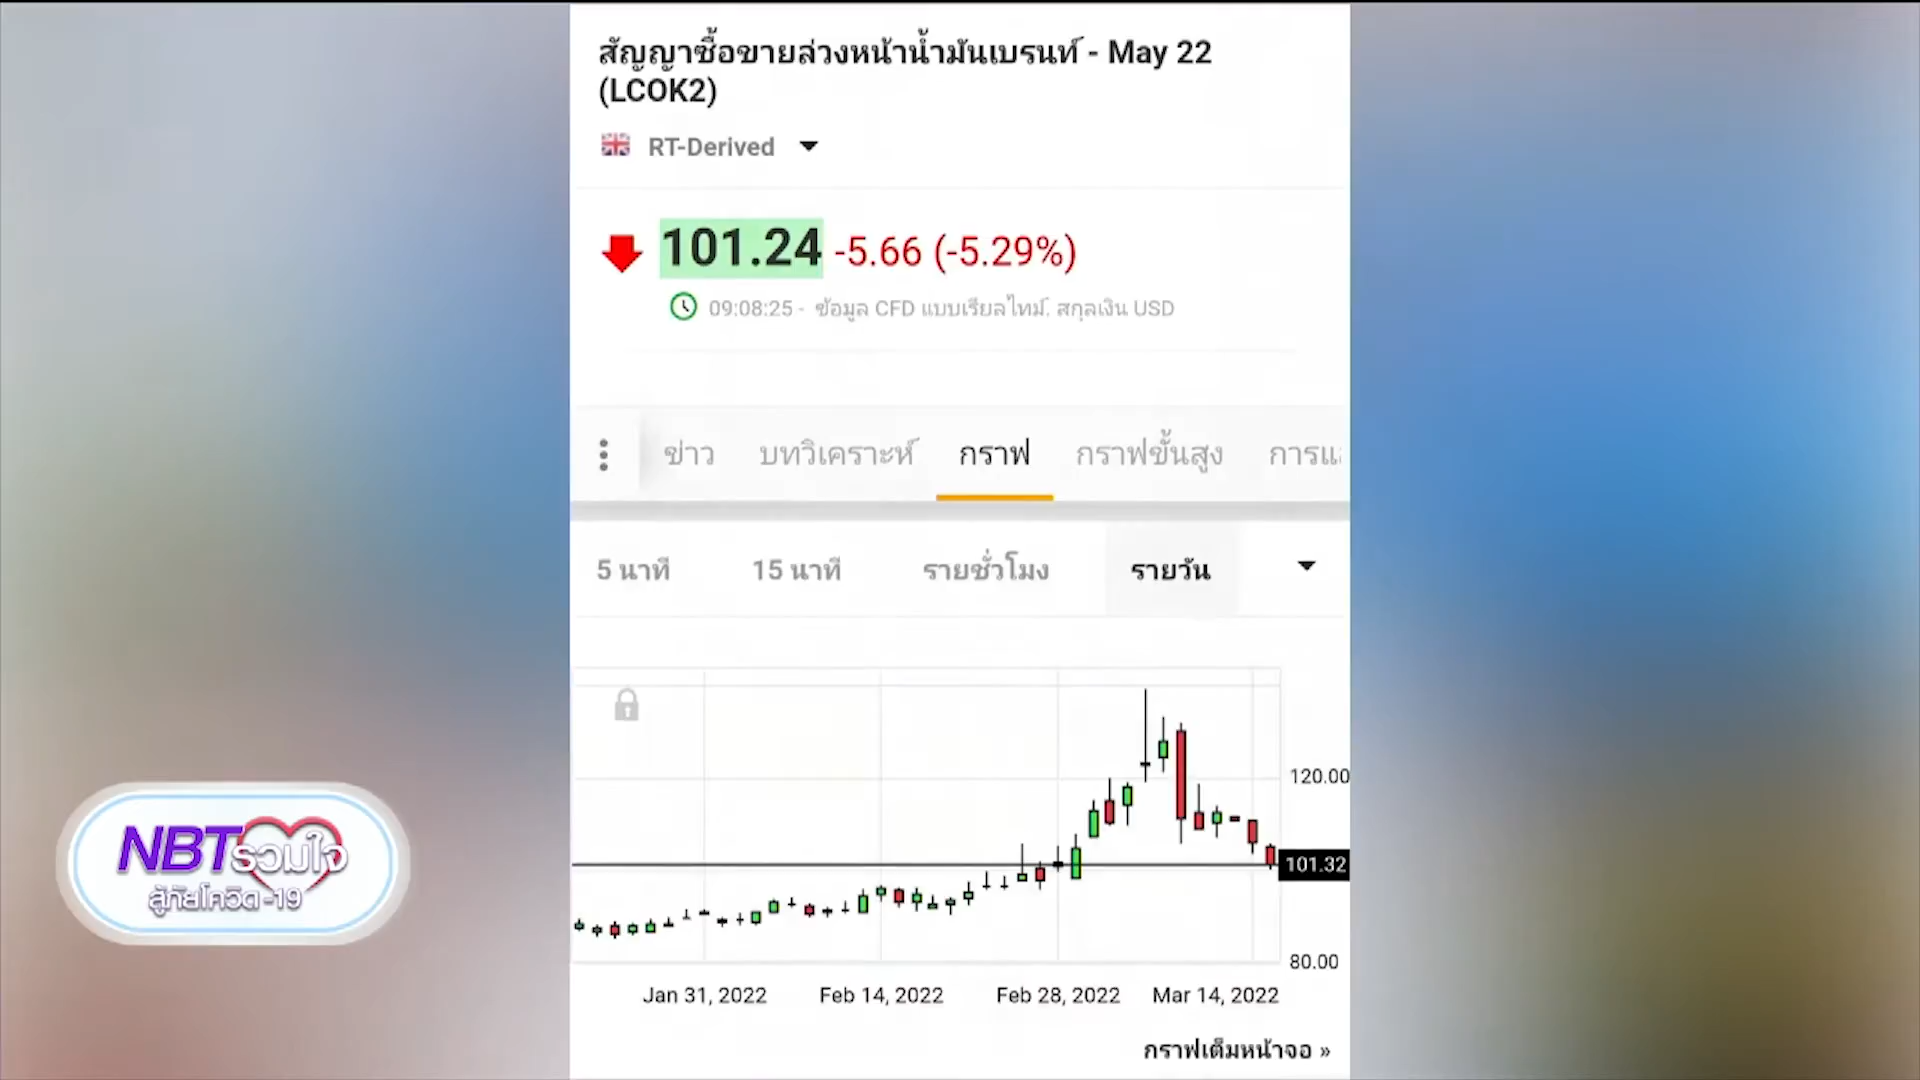 สัญญาซื้อขายล่วงหน้าน้ำมันเบรนท์ - May 22
(LCOK2)
RT-Derived
101.24 -5.66 (-5.29%)
09:08:25 - ข้อมูล CFD แบบเรียลไทม์. สกุลเงิน USD
ข่าว บทวิเคราะห์ กราฟ กราฟขั้นสูง การแ
5 นาที 15 นาที รายชั่วโมง รายวัน
120.00
101.32
80.00
Jan 31, 2022 Feb 14, 2022 Feb 28, 2022 Mar 14, 2022
กราฟเต็มหน้าจอ »
NBTรวมใจ
สู้ภัยโควิด-19